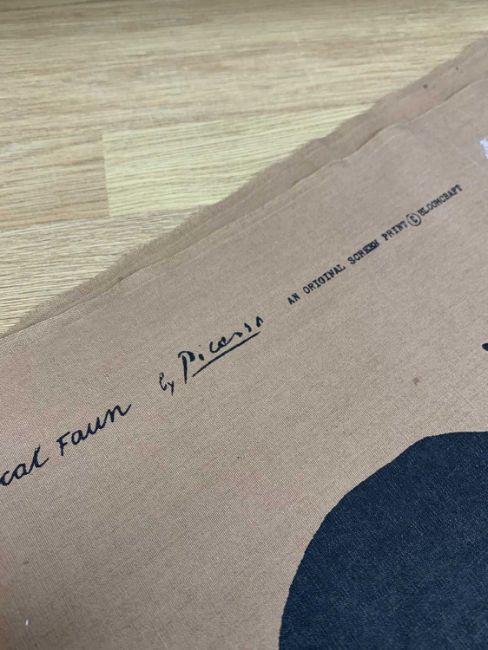 cal Faun by Picasso AN ORIGINAL SCREEN PRINT © BLOOMCRAFT